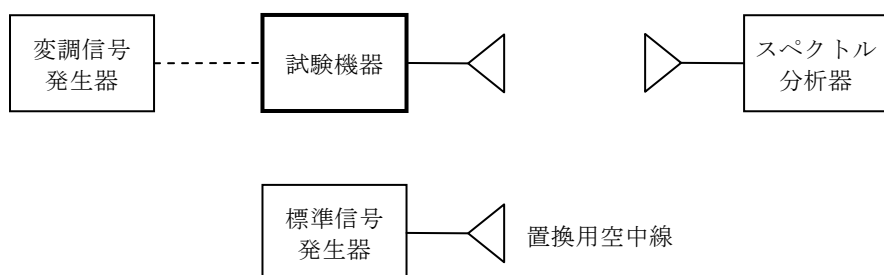 変調信号
発生器
試験機器
スペクトル
分析器
標準信号
発生器
置換用空中線